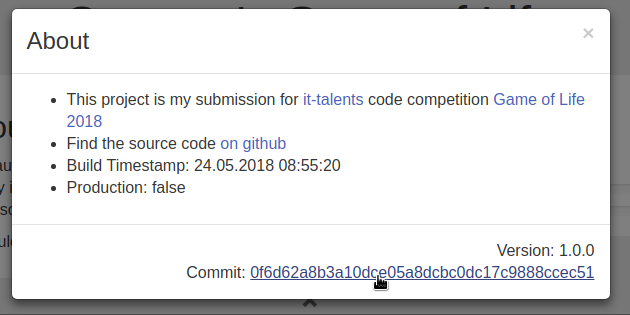 About
×
This project is my submission for it-talents code competition Game of Life
2018
Find the source code on github
Build Timestamp: 24.05.2018 08:55:20
Production: false
Version: 1.0.0
Commit: 0f6d62a8b3a10dce05a8dcbc0dc17c9888ccec51